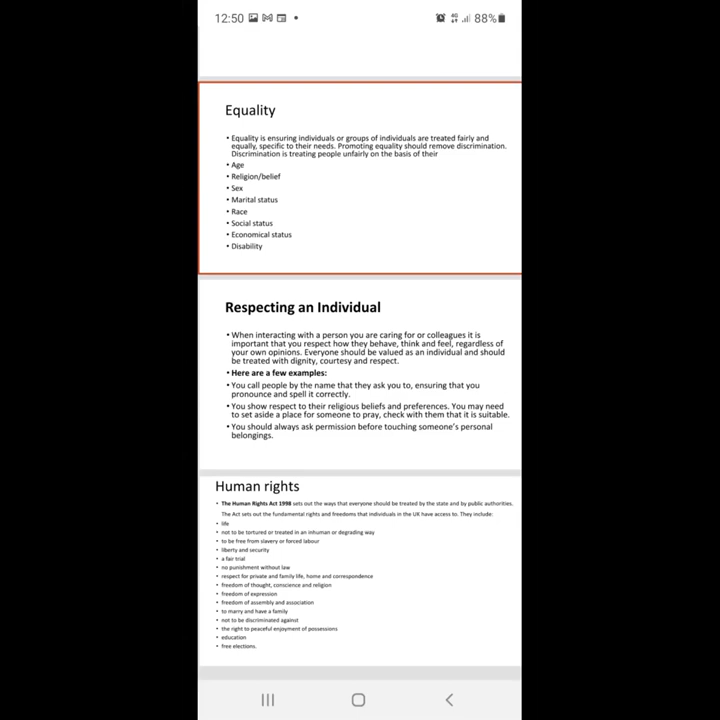 12:50
88%
Equality
• Equality is ensuring individuals or groups of individuals are treated fairly and
equally, specific to their needs. Promoting equality should remove discrimination.
Discrimination is treating people unfairly on the basis of their
• Age
• Religion/belief
• Sex
• Marital status
• Race
• Social status
• Economical status
• Disability
Respecting an Individual
• When interacting with a person you are caring for or colleagues it is
important that you respect how they behave, think and feel, regardless of
your own opinions. Everyone should be valued as an individual and should
be treated with dignity, courtesy and respect.
• Here are a few examples:
• You call people by the name that they ask you to, ensuring that you
pronounce and spell it correctly.
• You show respect to their religious beliefs and preferences. You may need
to set aside a place for someone to pray, check with them that it is suitable.
• You should always ask permission before touching someone's personal
belongings.
Human rights
• The Human Rights Act 1998 sets out the ways that everyone should be treated by the state and by public authorities.
The Act sets out the fundamental rights and freedoms that individuals in the UK have access to. They include:
• life
• not to be tortured or treated in an inhuman or degrading way
• to be free from slavery or forced labour
• liberty and security
• a fair trial
• no punishment without law
• respect for private and family life, home and correspondence
• freedom of thought, conscience and religion
• freedom of expression
• freedom of assembly and association
• to marry and have a family
• not to be discriminated against
• the right to peaceful enjoyment of possessions
• education
• free elections.